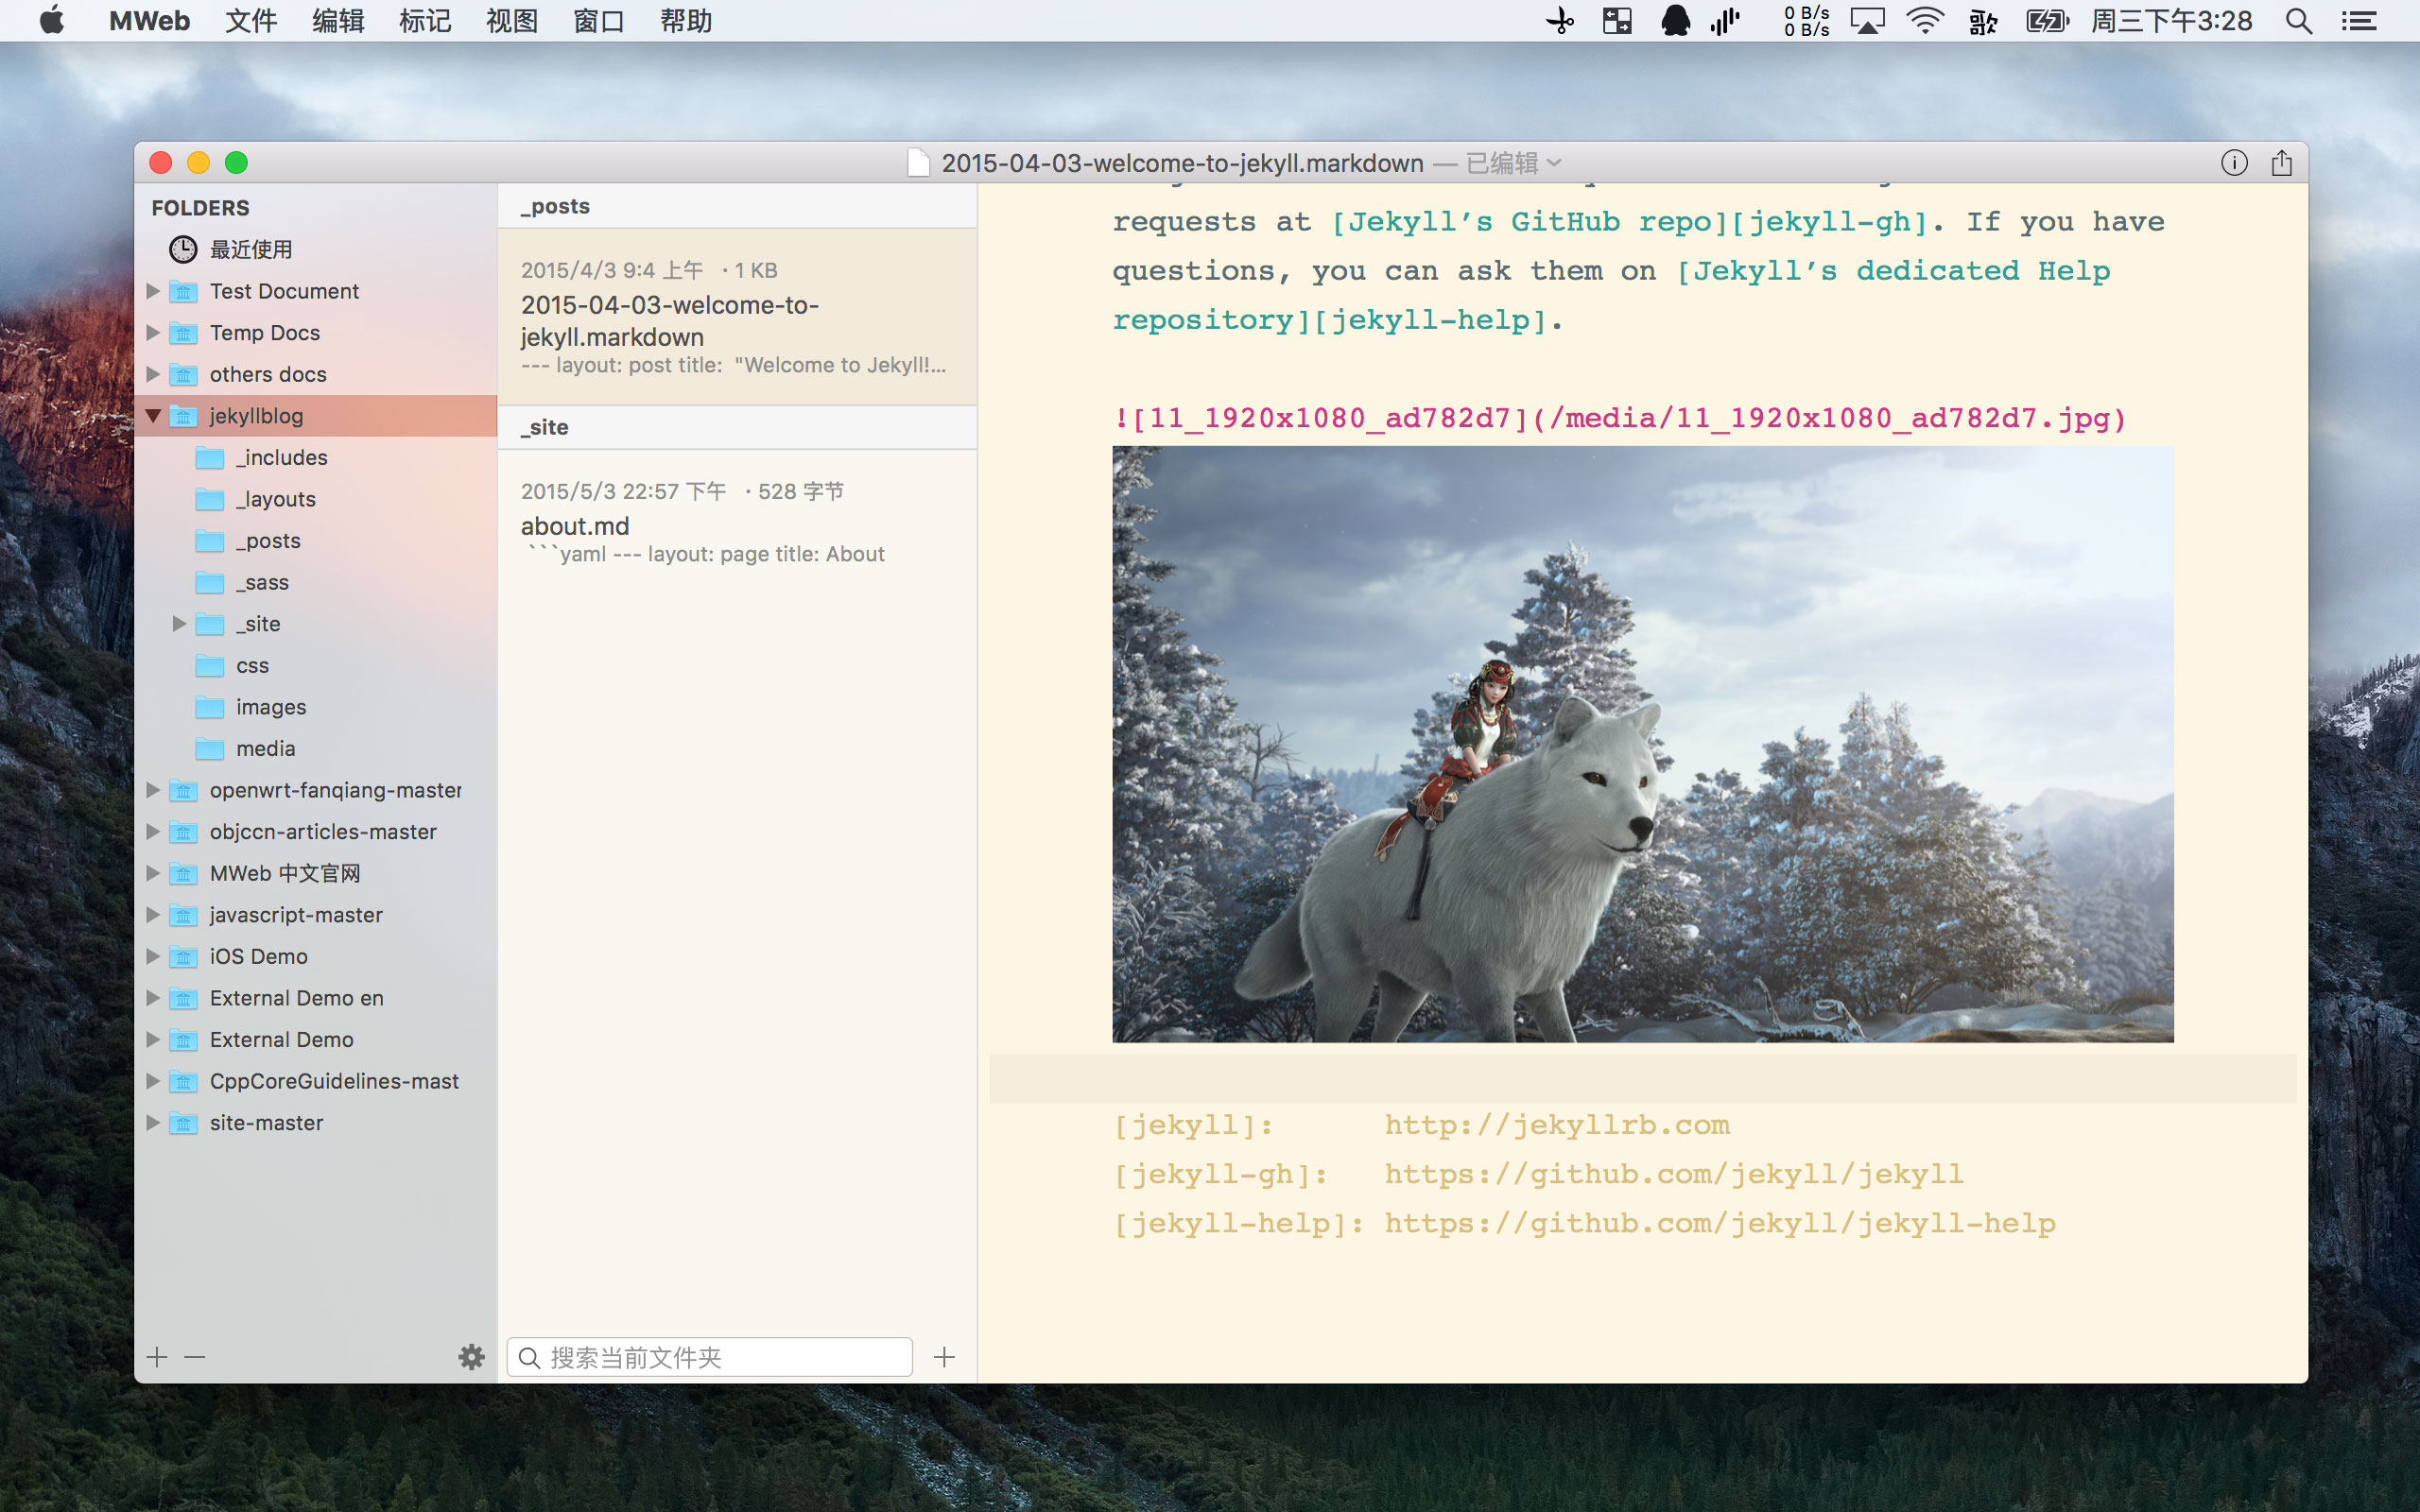 MWeb 文件 编辑 标记 视图 窗口 帮助
0 B/s
0 B/s
歌
周三下午3:28
2015-04-03-welcome-to-jekyll.markdown — 已编辑
FOLDERS
最近使用
Test Document
Temp Docs
others docs
jekyllblog
_includes
_layouts
_posts
_sass
_site
css
images
media
openwrt-fanqiang-master
objccn-articles-master
MWeb 中文官网
javascript-master
iOS Demo
External Demo en
External Demo
CppCoreGuidelines-mast
site-master
_posts
2015/4/3 9:4 上午 · 1 KB
2015-04-03-welcome-to-
jekyll.markdown
--- layout: post title: "Welcome to Jekyll!...
_site
2015/5/3 22:57 下午 · 528 字节
about.md
```yaml --- layout: page title: About
搜索当前文件夹
requests at [Jekyll’s GitHub repo][jekyll-gh]. If you have
questions, you can ask them on [Jekyll’s dedicated Help
repository][jekyll-help].
![11_1920x1080_ad782d7](/media/11_1920x1080_ad782d7.jpg)
[jekyll]: http://jekyllrb.com
[jekyll-gh]: https://github.com/jekyll/jekyll
[jekyll-help]: https://github.com/jekyll/jekyll-help